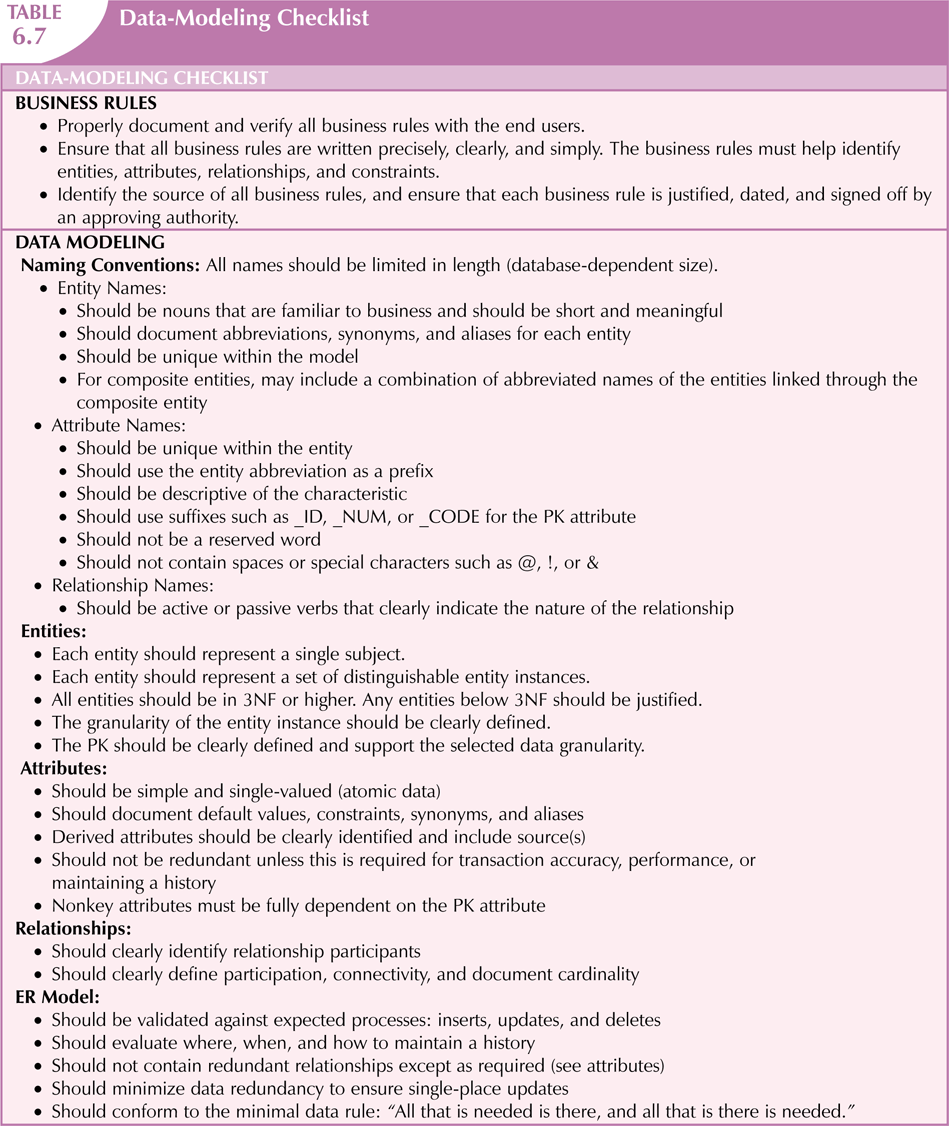 TABLE
6.7
Data-Modeling Checklist
DATA-MODELING CHECKLIST
BUSINESS RULES
• Properly document and verify all business rules with the end users.
• Ensure that all business rules are written precisely, clearly, and simply. The business rules must help identify
entities, attributes, relationships, and constraints.
• Identify the source of all business rules, and ensure that each business rule is justified, dated, and signed off by
an approving authority.
DATA MODELING
Naming Conventions: All names should be limited in length (database-dependent size).
• Entity Names:
• Should be nouns that are familiar to business and should be short and meaningful
• Should document abbreviations, synonyms, and aliases for each entity
• Should be unique within the model
• For composite entities, may include a combination of abbreviated names of the entities linked through the
composite entity
• Attribute Names:
• Should be unique within the entity
• Should use the entity abbreviation as a prefix
• Should be descriptive of the characteristic
• Should use suffixes such as _ID, _NUM, or _CODE for the PK attribute
• Should not be a reserved word
• Should not contain spaces or special characters such as @, !, or &
• Relationship Names:
• Should be active or passive verbs that clearly indicate the nature of the relationship
Entities:
• Each entity should represent a single subject.
• Each entity should represent a set of distinguishable entity instances.
• All entities should be in 3NF or higher. Any entities below 3NF should be justified.
• The granularity of the entity instance should be clearly defined.
• The PK should be clearly defined and support the selected data granularity.
Attributes:
• Should be simple and single-valued (atomic data)
• Should document default values, constraints, synonyms, and aliases
• Derived attributes should be clearly identified and include source(s)
• Should not be redundant unless this is required for transaction accuracy, performance, or
maintaining a history
• Nonkey attributes must be fully dependent on the PK attribute
Relationships:
• Should clearly identify relationship participants
• Should clearly define participation, connectivity, and document cardinality
ER Model:
• Should be validated against expected processes: inserts, updates, and deletes
• Should evaluate where, when, and how to maintain a history
• Should not contain redundant relationships except as required (see attributes)
• Should minimize data redundancy to ensure single-place updates
• Should conform to the minimal data rule: “All that is needed is there, and all that is there is needed.”